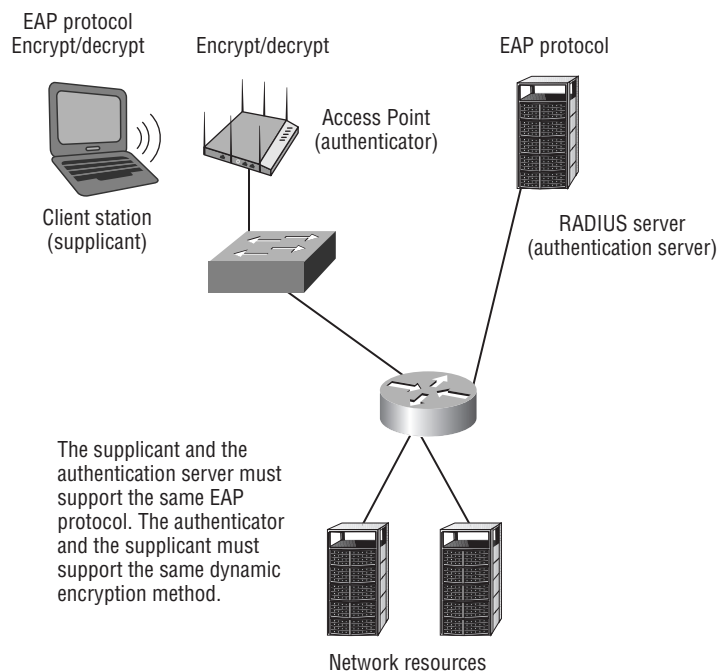 EAP protocol
Encrypt/decrypt
Encrypt/decrypt
EAP protocol
Access Point
(authenticator)
Client station
(supplicant)
RADIUS server
(authentication server)
The supplicant and the
authentication server must
support the same EAP
protocol. The authenticator
and the supplicant must
support the same dynamic
encryption method.
Network resources